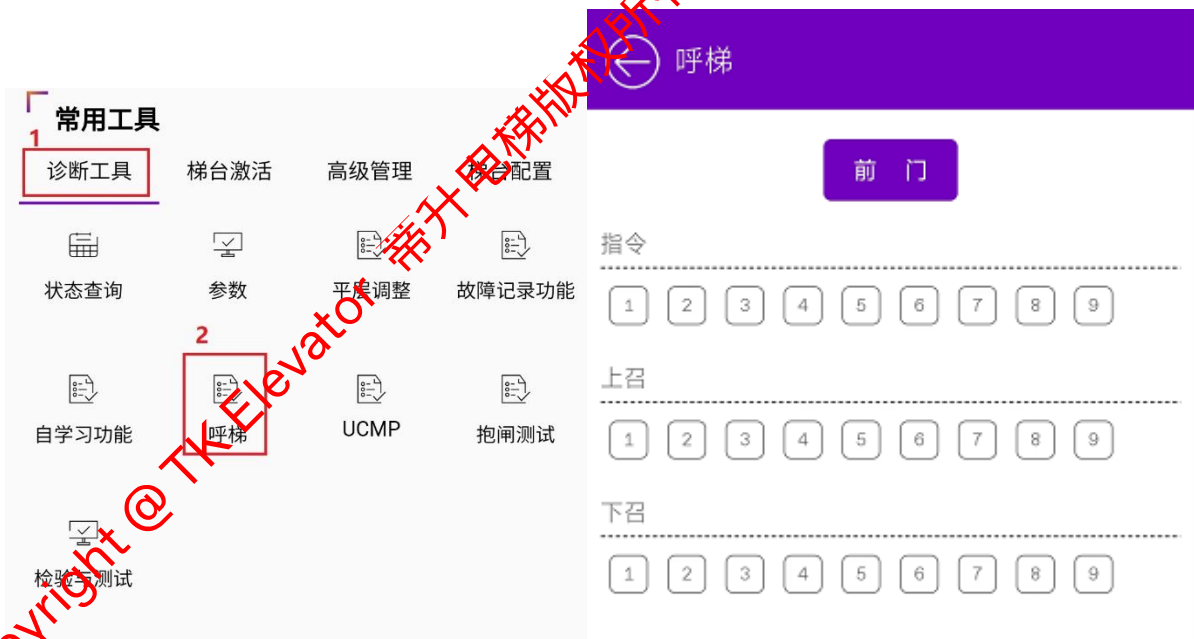 常用工具
1
诊断工具 梯台激活 高级管理 梯台配置
状态查询 参数 平层调整 故障记录功能
2
自学习功能 呼梯 UCMP 抱闸测试
检验与测试
呼梯
前 门
指令
1 2 3 4 5 6 7 8 9
上召
1 2 3 4 5 6 7 8 9
下召
1 2 3 4 5 6 7 8 9
opyright @ TK Elevator 蒂升电梯版权所有